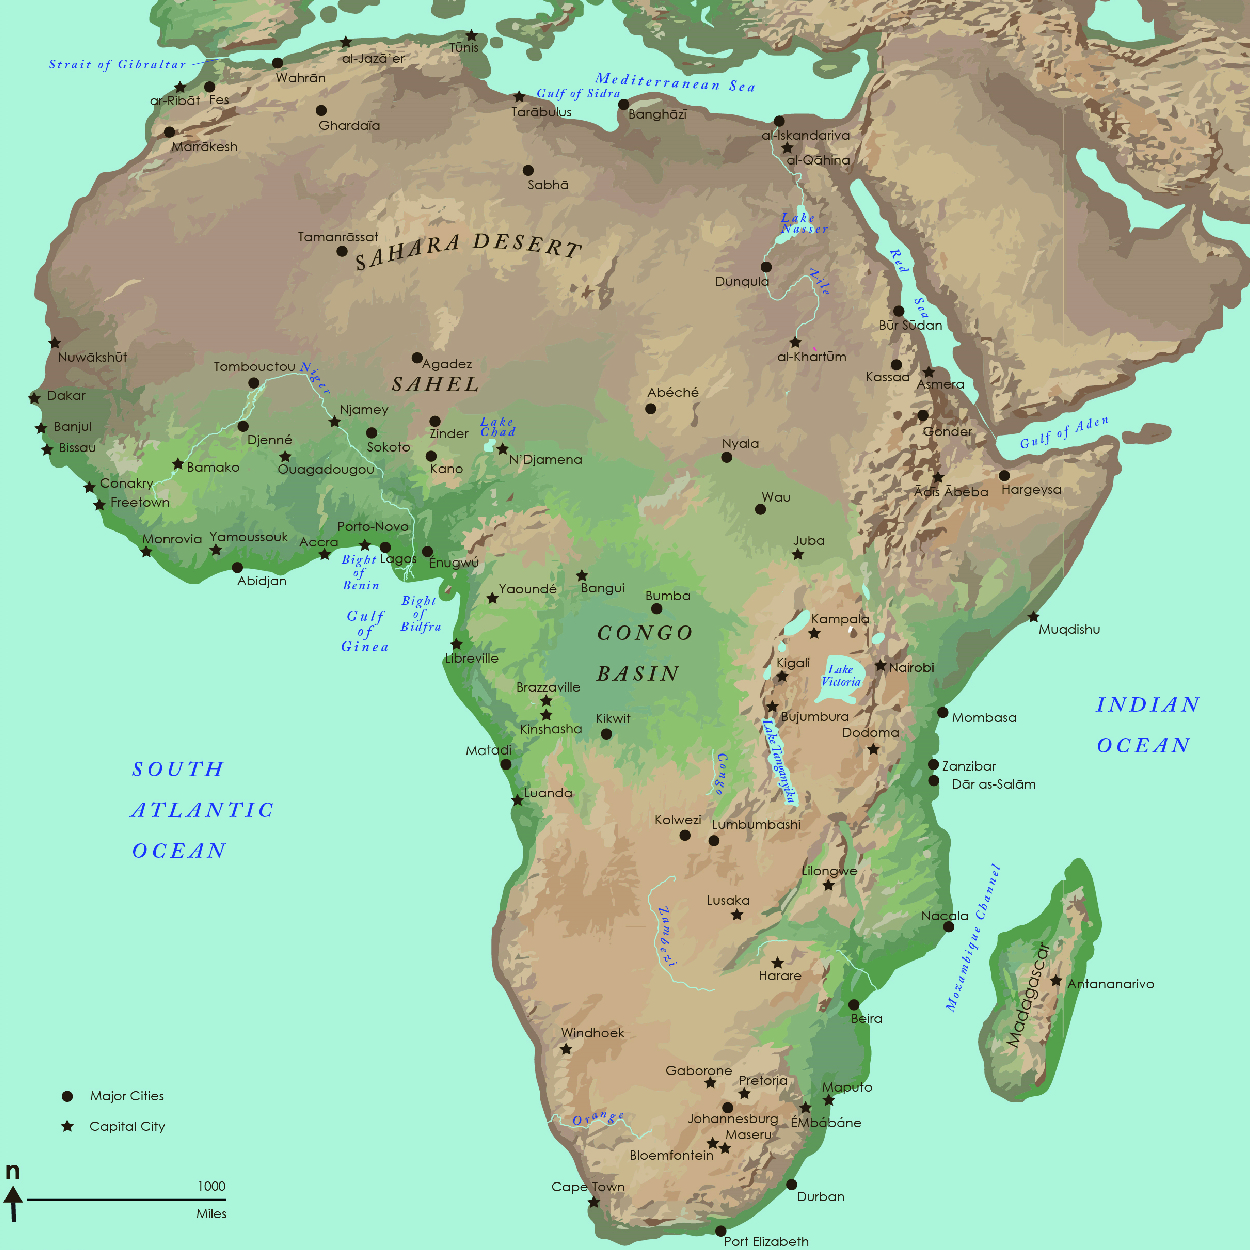 Strait of Gibraltar
al-Jazā'er
Tūnis
Wahrān
Mediterranean Sea
Gulf of Sidra
ar-Ribāt
Fes
Ghardaïa
Tarābulus
Banghāzī
al-Iskandariva
Marrākesh
al-Qāhina
Sabhā
Lake
Nasser
Tamanrāssat
SAHARA DESERT
Dunqula
Nile
Red Sea
Būr Sūdan
Nuwākshūt
Tombouctou
Niger
Agadez
al-Khartūm
Kassad
Asmera
SAHEL
Dakar
Abéché
Banjul
Njamey
Zinder
Lake
Chad
Gonder
Gulf of Aden
Bissau
Djenné
Sokoto
Nyala
Bamako
Ouagadougou
Kano
N'Djamena
Conakry
Ādīs Ābeba
Hargeysa
Freetown
Wau
Porto-Novo
Monrovia
Yamoussouk
Accra
Lagos
Enugwu
Juba
Abidjan
Bight
of
Benin
Bight
of
Bidfra
Gulf
of
Ginea
Yaoundé
Bangui
Bumba
Kampala
Muqdishu
CONGO
BASIN
Libreville
Kigali
Lake
Victoria
Nairobi
Brazzaville
Kinshasha
Kikwit
Bujumbura
Mombasa
INDIAN
OCEAN
Dodoma
Matadi
Congo
Lake Tanganyika
Zanzibar
Dār as-Salām
SOUTH
ATLANTIC
OCEAN
Luanda
Kolwezi
Lumbumbashi
Lilongwe
Lusaka
Zambezi
Nacala
Mozambique Channel
Harare
Madagascar
Antananarivo
Beira
Windhoek
Gaborone
Pretoria
Maputo
Johannesburg
ÉMbábáne
Orange
Maseru
Bloemfontein
Cape Town
Durban
Port Elizabeth
Major Cities
Capital City
n
1000
Miles